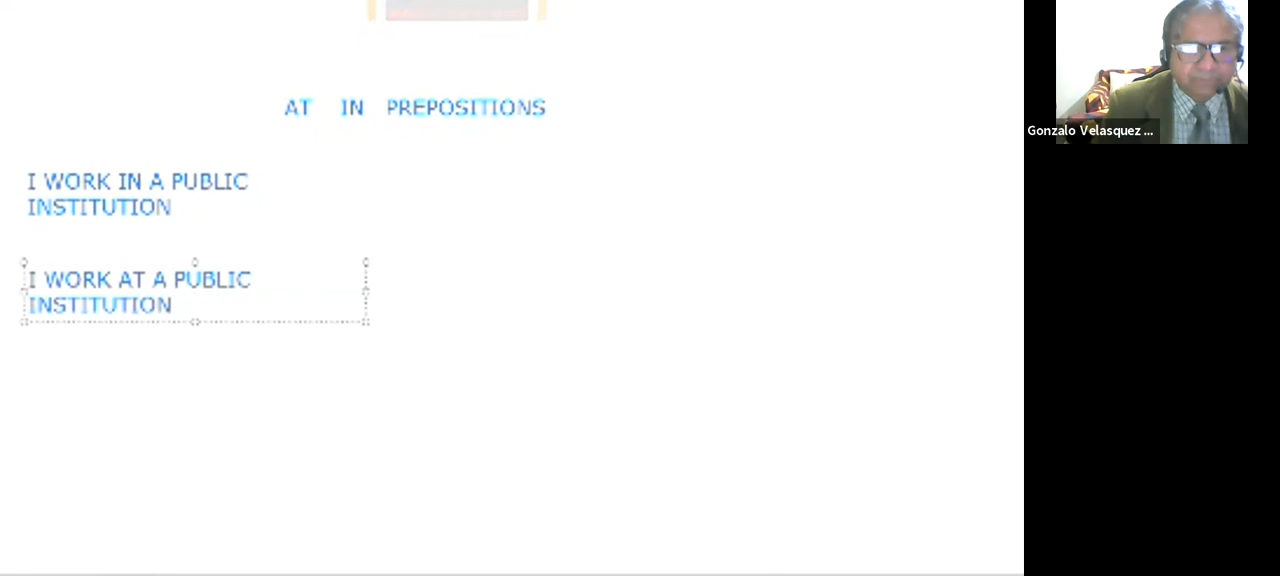 AT IN PREPOSITIONS
I WORK IN A PUBLIC
INSTITUTION
I WORK AT A PUBLIC
INSTITUTION
Gonzalo Velasquez ...